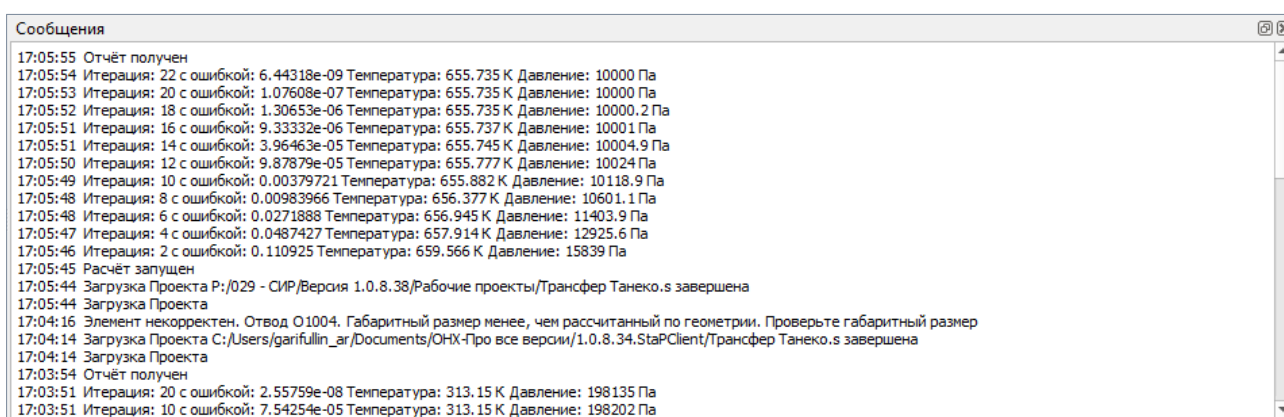 Сообщения
17:05:55 Отчёт получен
17:05:54 Итерация: 22 с ошибкой: 6.44318e-09 Температура: 655.735 К Давление: 10000 Па
17:05:53 Итерация: 20 с ошибкой: 1.07608e-07 Температура: 655.735 К Давление: 10000 Па
17:05:52 Итерация: 18 с ошибкой: 1.30653e-06 Температура: 655.735 К Давление: 10000.2 Па
17:05:51 Итерация: 16 с ошибкой: 9.33332e-06 Температура: 655.737 К Давление: 10001 Па
17:05:51 Итерация: 14 с ошибкой: 3.96463e-05 Температура: 655.745 К Давление: 10004.9 Па
17:05:50 Итерация: 12 с ошибкой: 9.87879e-05 Температура: 655.777 К Давление: 10024 Па
17:05:49 Итерация: 10 с ошибкой: 0.00379721 Температура: 655.882 К Давление: 10118.9 Па
17:05:48 Итерация: 8 с ошибкой: 0.00983966 Температура: 656.377 К Давление: 10601.1 Па
17:05:48 Итерация: 6 с ошибкой: 0.0271888 Температура: 656.945 К Давление: 11403.9 Па
17:05:47 Итерация: 4 с ошибкой: 0.0487427 Температура: 657.914 К Давление: 12925.6 Па
17:05:46 Итерация: 2 с ошибкой: 0.110925 Температура: 659.566 К Давление: 15839 Па
17:05:45 Расчёт запущен
17:05:44 Загрузка Проекта P:/029 - СИР/Версия 1.0.8.38/Рабочие проекты/Трансфер Танеко.s завершена
17:05:44 Загрузка Проекта
17:04:16 Элемент некорректен. Отвод О1004. Габаритный размер менее, чем рассчитанный по геометрии. Проверьте габаритный размер
17:04:14 Загрузка Проекта C:/Users/garifullin_ar/Documents/ОНХ-Про все версии/1.0.8.34.StaPClient/Трансфер Танеко.s завершена
17:04:14 Загрузка Проекта
17:03:54 Отчёт получен
17:03:51 Итерация: 20 с ошибкой: 2.55759e-08 Температура: 313.15 К Давление: 198135 Па
17:03:51 Итерация: 10 с ошибкой: 7.54254e-05 Температура: 313.15 К Давление: 198202 Па